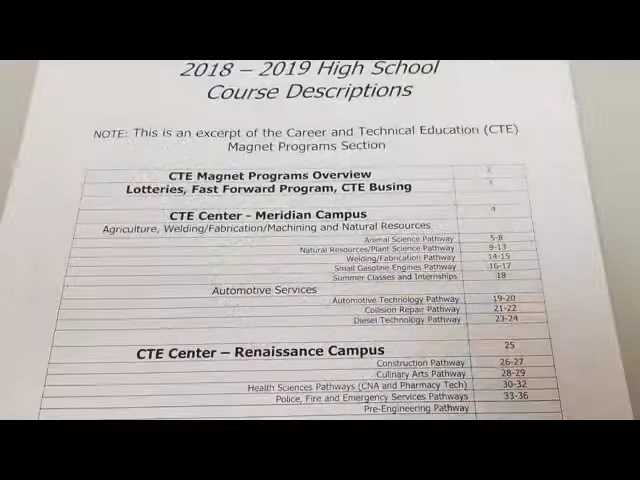 2018 – 2019 High School
Course Descriptions
NOTE: This is an excerpt of the Career and Technical Education (CTE)
Magnet Programs Section
CTE Magnet Programs Overview 2
Lotteries, Fast Forward Program, CTE Busing 3
CTE Center - Meridian Campus 4
Agriculture, Welding/Fabrication/Machining and Natural Resources
Animal Science Pathway 5-8
Natural Resources/Plant Science Pathway 9-13
Welding/Fabrication Pathway 14-15
Small Gasoline Engines Pathway 16-17
Summer Classes and Internships 18
Automotive Services
Automotive Technology Pathway 19-20
Collision Repair Pathway 21-22
Diesel Technology Pathway 23-24
CTE Center – Renaissance Campus 25
Construction Pathway 26-27
Culinary Arts Pathway 28-29
Health Sciences Pathways (CNA and Pharmacy Tech) 30-32
Police, Fire and Emergency Services Pathways 33-36
Pre-Engineering Pathway